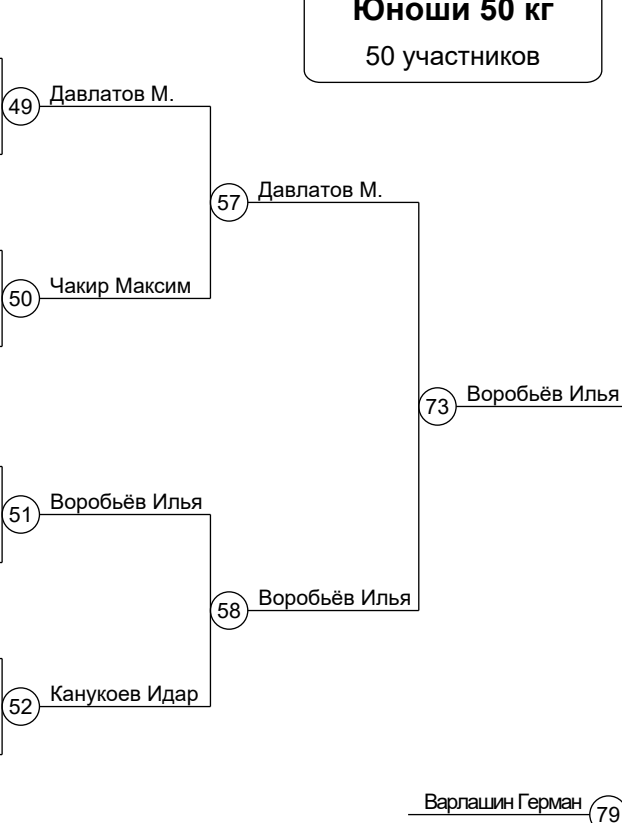 Юноши 50 кг
50 участников
49 Давлатов М.
57 Давлатов М.
50 Чакир Максим
73 Воробьёв Илья
51 Воробьёв Илья
58 Воробьёв Илья
52 Канукоев Идар
Варлашин Герман 79